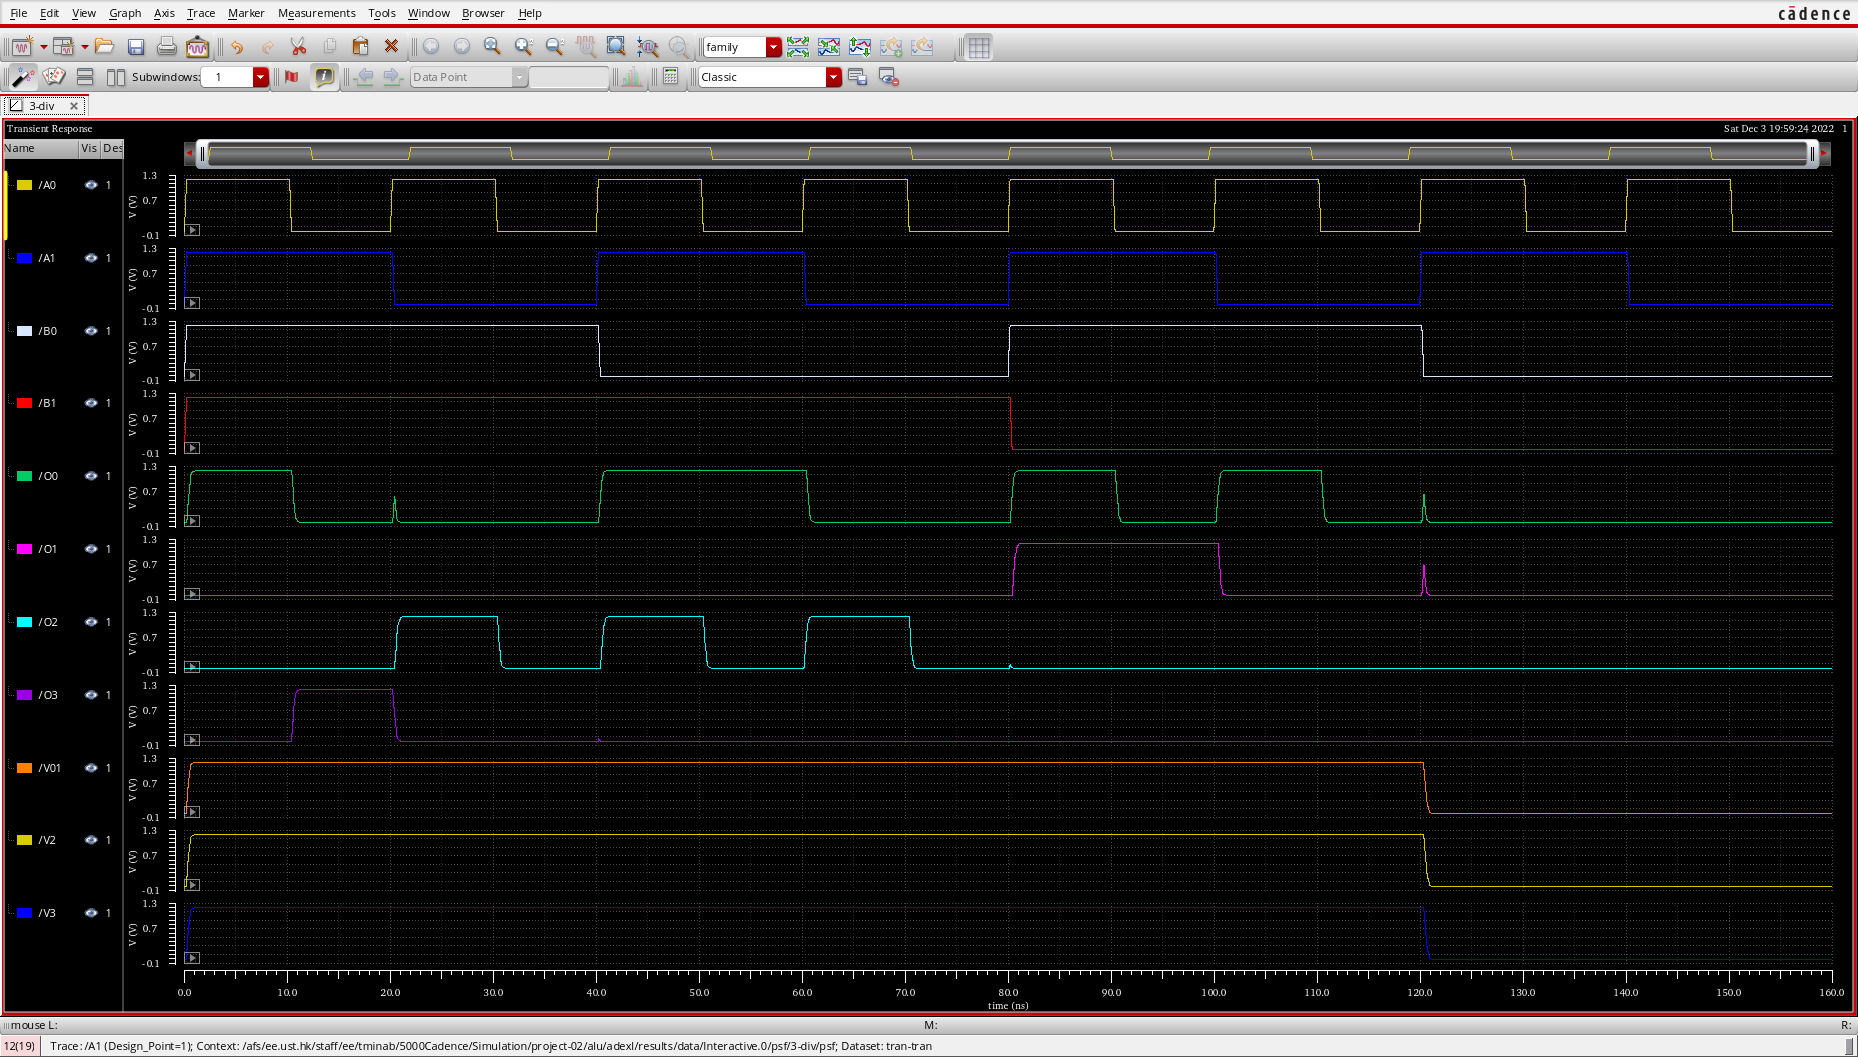 File Edit View Graph Axis Trace Marker Measurements Tools Window Browser Help
cādence
family
Subwindows: 1
Data Point
Classic
3-div
Transient Response
Sat Dec 3 19:59:24 2022 1
Name Vis Des
/A0 1
V (V)
1.3
0.7
-0.1
/A1 1
V (V)
1.3
0.7
-0.1
/B0 1
V (V)
1.3
0.7
-0.1
/B1 1
V (V)
1.3
0.7
-0.1
/O0 1
V (V)
1.3
0.7
-0.1
/O1 1
V (V)
1.3
0.7
-0.1
/O2 1
V (V)
1.3
0.7
-0.1
/O3 1
V (V)
1.3
0.7
-0.1
/V01 1
V (V)
1.3
0.7
-0.1
/V2 1
V (V)
1.3
0.7
-0.1
/V3 1
V (V)
1.3
0.7
-0.1
0.0 10.0 20.0 30.0 40.0 50.0 60.0 70.0 80.0 90.0 100.0 110.0 120.0 130.0 140.0 150.0 160.0
time (ns)
mouse L: M: R:
12(19) Trace: /A1 (Design_Point=1); Context: /afs/ee.ust.hk/staff/ee/tminab/5000Cadence/Simulation/project-02/alu/adexl/results/data/Interactive.0/psf/3-div/psf; Dataset: tran-tran